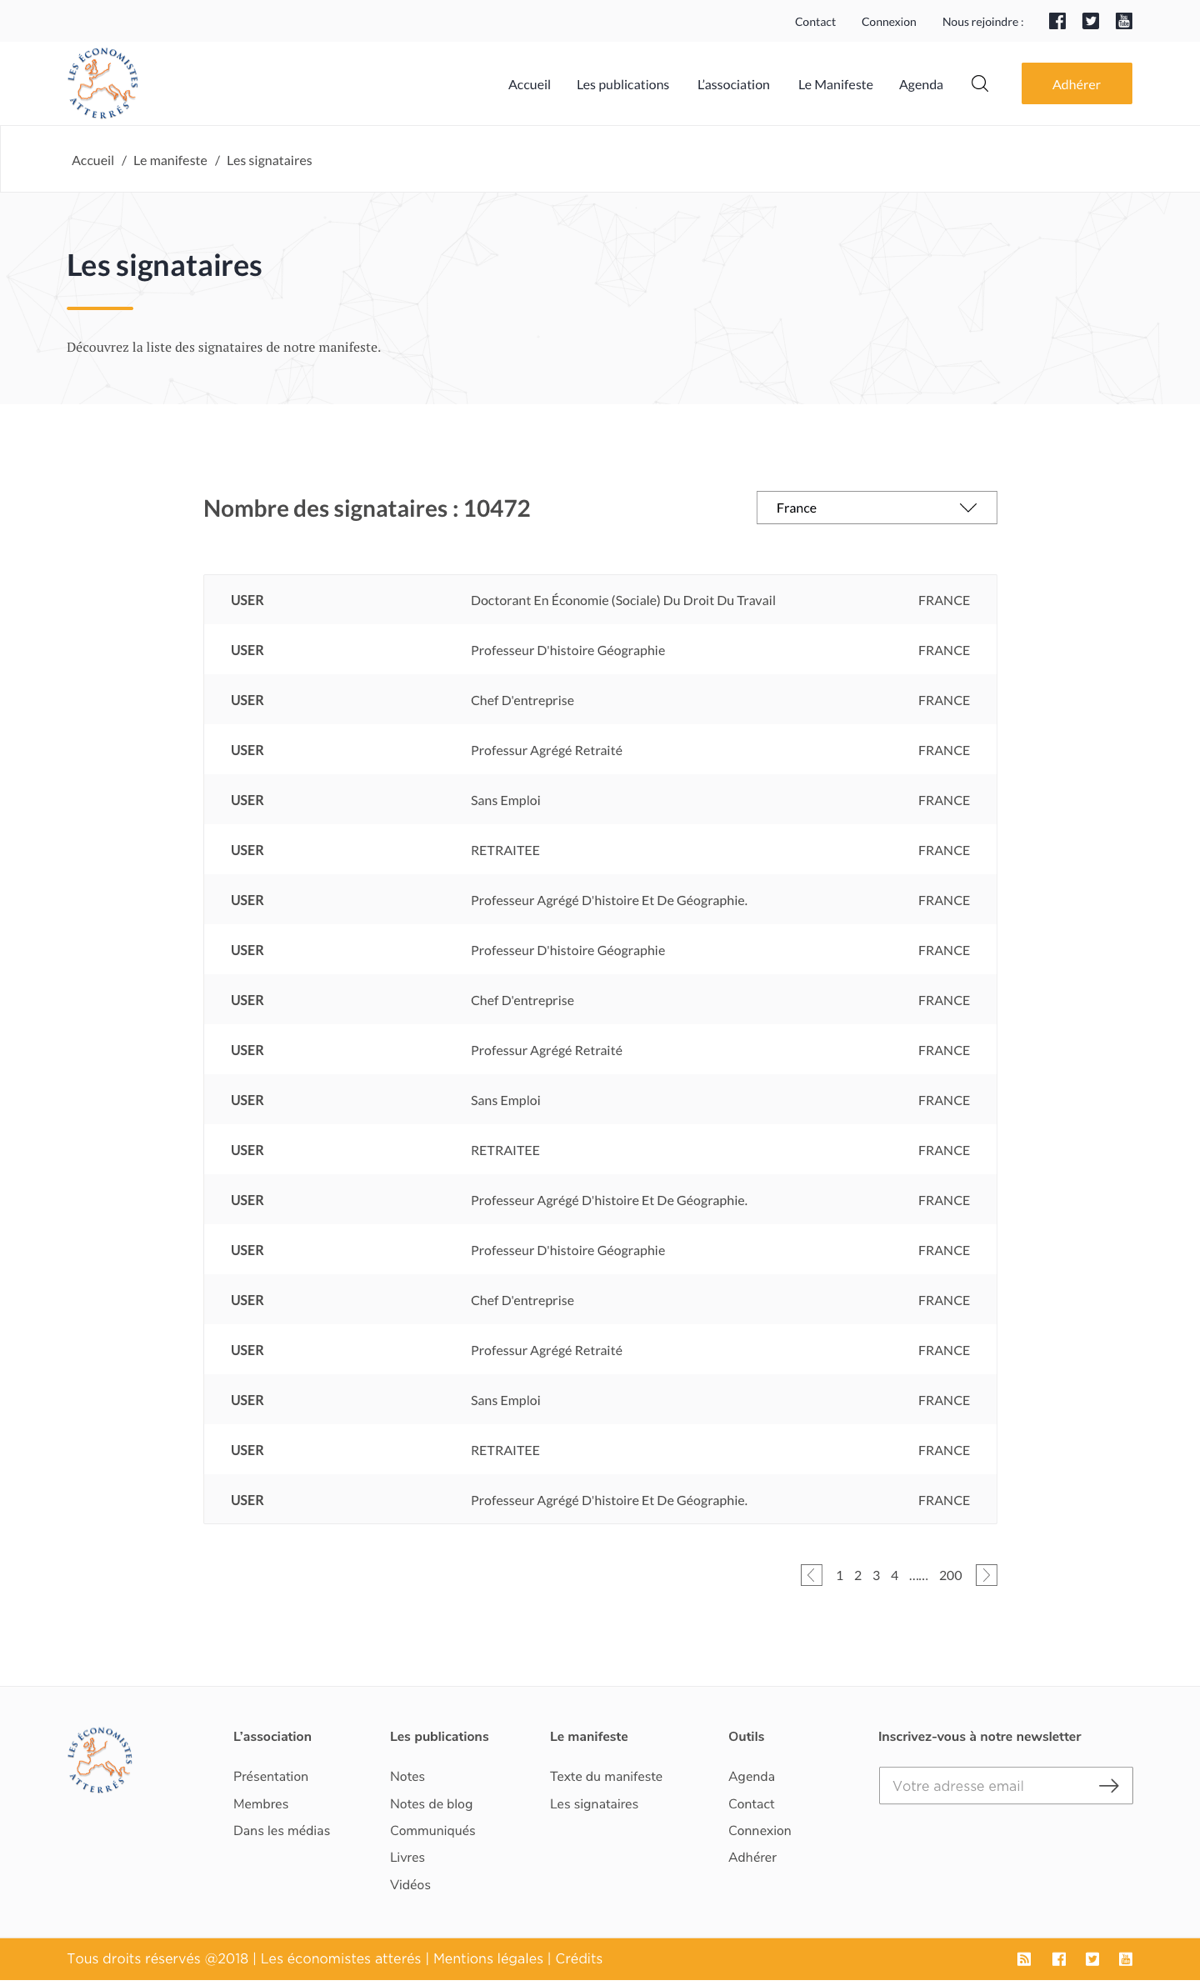 Contact Connexion Nous rejoindre :
LES ÉCONOMISTES ATTERRÉS
Accueil Les publications L'association Le Manifeste Agenda Adhérer
Accueil / Le manifeste / Les signataires
Les signataires
Découvrez la liste des signataires de notre manifeste.
Nombre des signataires : 10472 France
USER Doctorant En Économie (Sociale) Du Droit Du Travail FRANCE
USER Professeur D'histoire Géographie FRANCE
USER Chef D'entreprise FRANCE
USER Professur Agrégé Retraité FRANCE
USER Sans Emploi FRANCE
USER RETRAITEE FRANCE
USER Professeur Agrégé D'histoire Et De Géographie. FRANCE
USER Professeur D'histoire Géographie FRANCE
USER Chef D'entreprise FRANCE
USER Professur Agrégé Retraité FRANCE
USER Sans Emploi FRANCE
USER RETRAITEE FRANCE
USER Professeur Agrégé D'histoire Et De Géographie. FRANCE
USER Professeur D'histoire Géographie FRANCE
USER Chef D'entreprise FRANCE
USER Professur Agrégé Retraité FRANCE
USER Sans Emploi FRANCE
USER RETRAITEE FRANCE
USER Professeur Agrégé D'histoire Et De Géographie. FRANCE
1 2 3 4 ...... 200
LES ÉCONOMISTES ATTERRÉS
L'association
Présentation
Membres
Dans les médias
Les publications
Notes
Notes de blog
Communiqués
Livres
Vidéos
Le manifeste
Texte du manifeste
Les signataires
Outils
Agenda
Contact
Connexion
Adhérer
Inscrivez-vous à notre newsletter
Votre adresse email
Tous droits réservés @2018 | Les économistes atterés | Mentions légales | Crédits